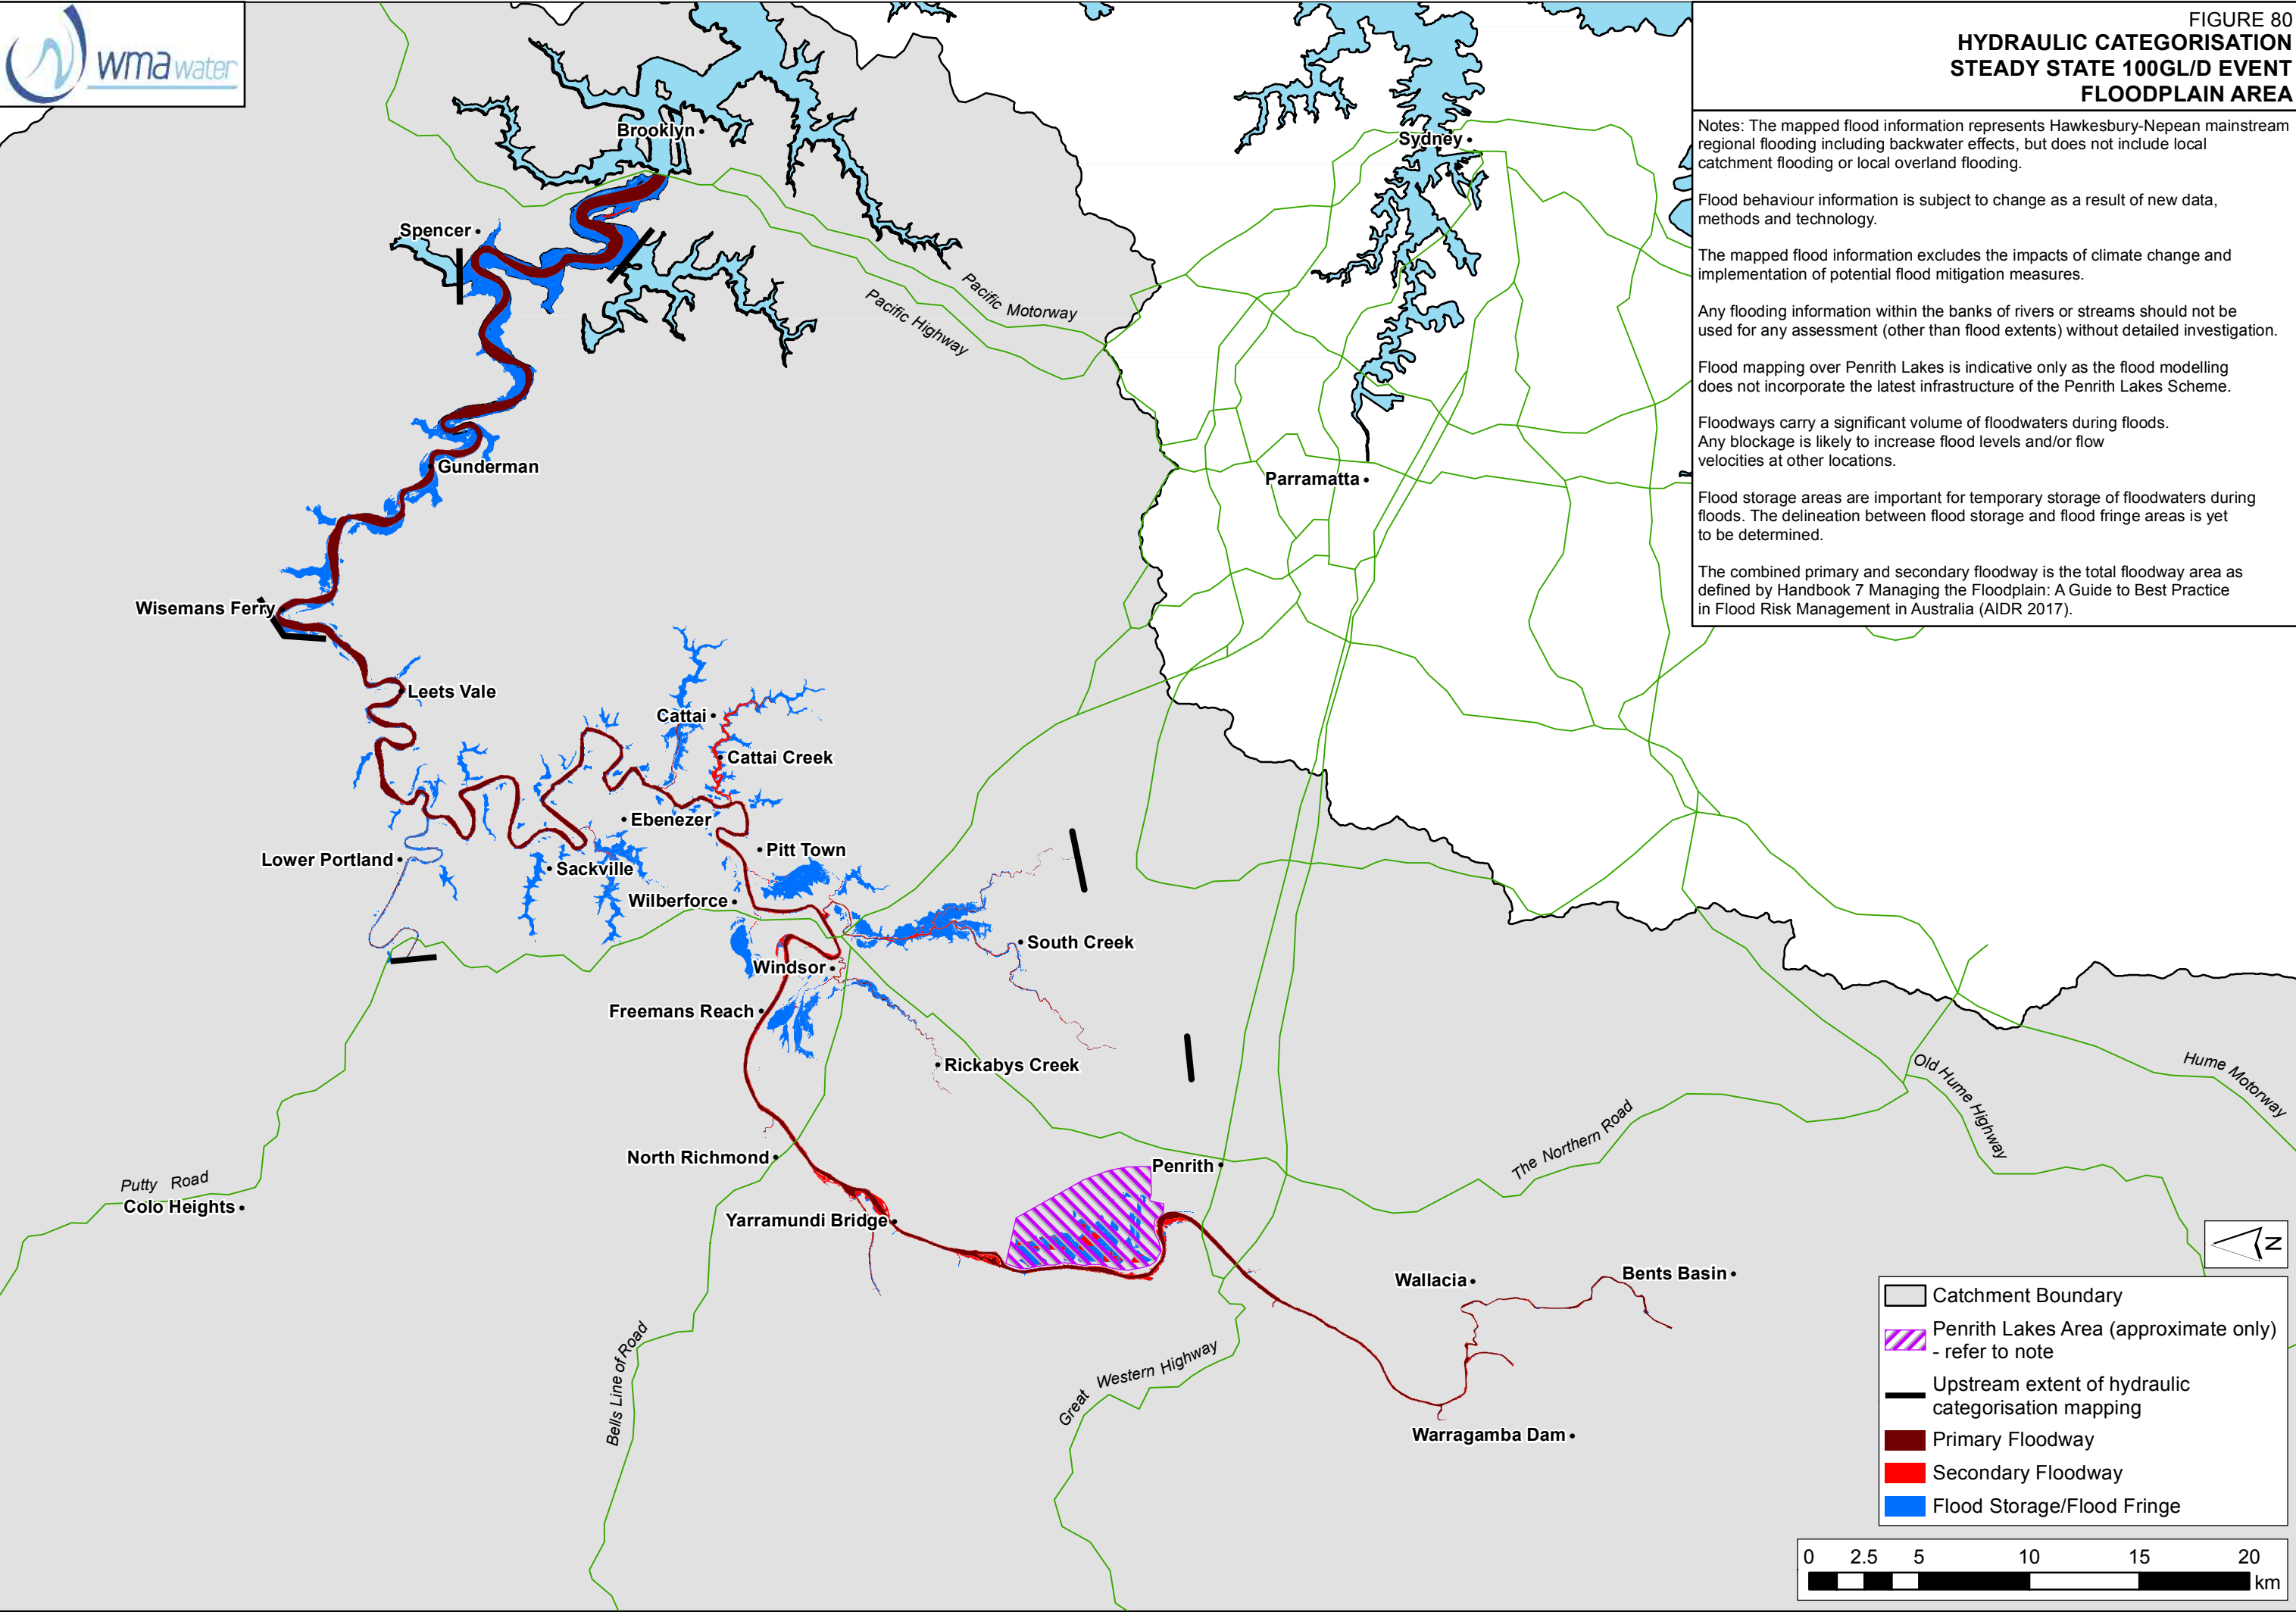 wma water
FIGURE 80
HYDRAULIC CATEGORISATION
STEADY STATE 100GL/D EVENT
FLOODPLAIN AREA
Notes: The mapped flood information represents Hawkesbury-Nepean mainstream
regional flooding including backwater effects, but does not include local
catchment flooding or local overland flooding.
Flood behaviour information is subject to change as a result of new data,
methods and technology.
The mapped flood information excludes the impacts of climate change and
implementation of potential flood mitigation measures.
Any flooding information within the banks of rivers or streams should not be
used for any assessment (other than flood extents) without detailed investigation.
Flood mapping over Penrith Lakes is indicative only as the flood modelling
does not incorporate the latest infrastructure of the Penrith Lakes Scheme.
Floodways carry a significant volume of floodwaters during floods.
Any blockage is likely to increase flood levels and/or flow
velocities at other locations.
Flood storage areas are important for temporary storage of floodwaters during
floods. The delineation between flood storage and flood fringe areas is yet
to be determined.
The combined primary and secondary floodway is the total floodway area as
defined by Handbook 7 Managing the Floodplain: A Guide to Best Practice
in Flood Risk Management in Australia (AIDR 2017).
Brooklyn
Sydney
Spencer
Pacific Motorway
Pacific Highway
Gunderman
Parramatta
Wisemans Ferry
Leets Vale
Cattai
Cattai Creek
Ebenezer
Pitt Town
Lower Portland
Sackville
Wilberforce
South Creek
Windsor
Freemans Reach
Rickabys Creek
Old Hume Highway
Hume Motorway
The Northern Road
North Richmond
Penrith
Putty Road
Colo Heights
Yarramundi Bridge
Wallacia
Bents Basin
Bells Line of Road
Great Western Highway
Warragamba Dam
N
Catchment Boundary
Penrith Lakes Area (approximate only)
- refer to note
Upstream extent of hydraulic
categorisation mapping
Primary Floodway
Secondary Floodway
Flood Storage/Flood Fringe
0 2.5 5 10 15 20
km